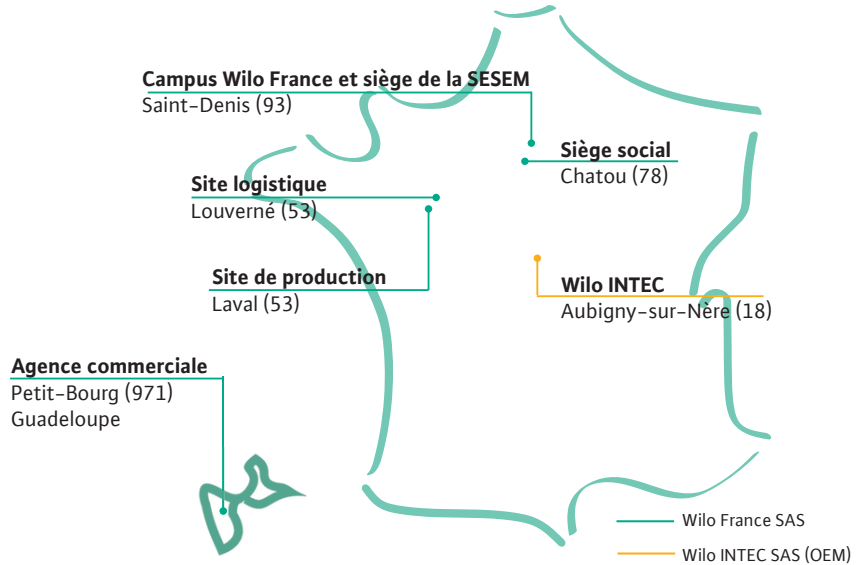 Campus Wilo France et siège de la SESEM
Saint-Denis (93)
Siège social
Chatou (78)
Site logistique
Louverné (53)
Site de production
Laval (53)
Wilo INTEC
Aubigny-sur-Nère (18)
Agence commerciale
Petit-Bourg (971)
Guadeloupe
Wilo France SAS
Wilo INTEC SAS (OEM)